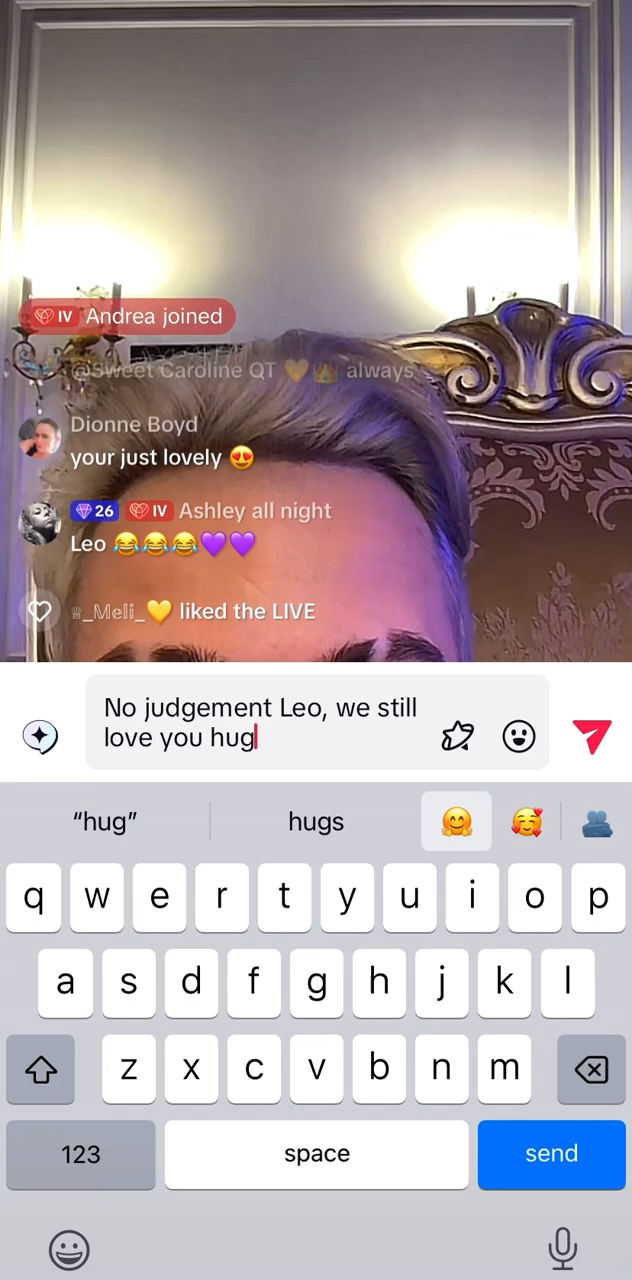 IV Andrea joined
@Sweet Caroline QT 💛👑 always
Dionne Boyd
your just lovely 😍
26 IV Ashley all night
Leo 😂😂😂💜💜
♕_𝕄𝕖𝕝𝕚_💛 liked the LIVE
No judgement Leo, we still
love you hug
“hug” hugs 🤗 🥰 🫂
q w e r t y u i o p
a s d f g h j k l
z x c v b n m
123 space send